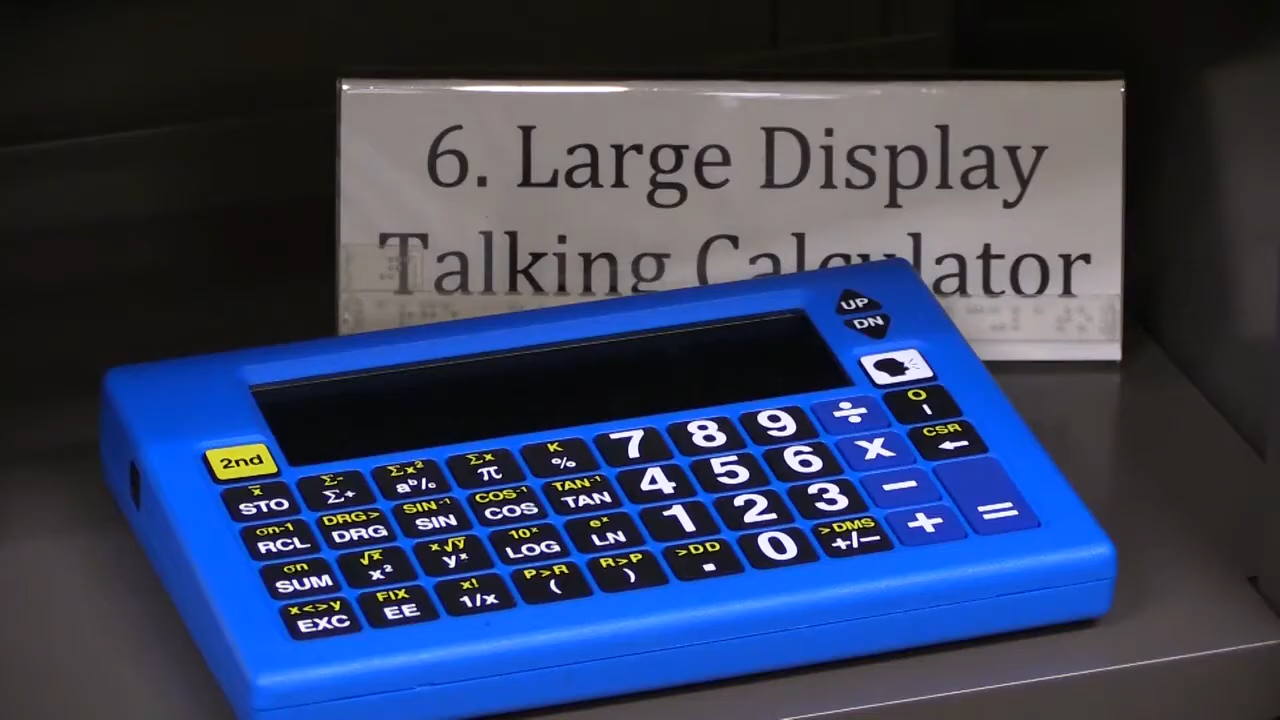 6. Large Display
Talking Calculator
UP
DN
2nd
x̄ Σ- Σx² Σx K
STO Σ+ aᵇ/c π % 7 8 9 ÷ O
I
σn-1 DRG> SIN⁻¹ COS⁻¹ TAN⁻¹ CSR
RCL DRG SIN COS TAN 4 5 6 X ←
σn √x ˣ√y 10ˣ eˣ
SUM x² yˣ LOG LN 1 2 3 − =
x<>y FIX x! P>R R>P >DD >DMS
EXC EE 1/x ( ) . 0 +/− +